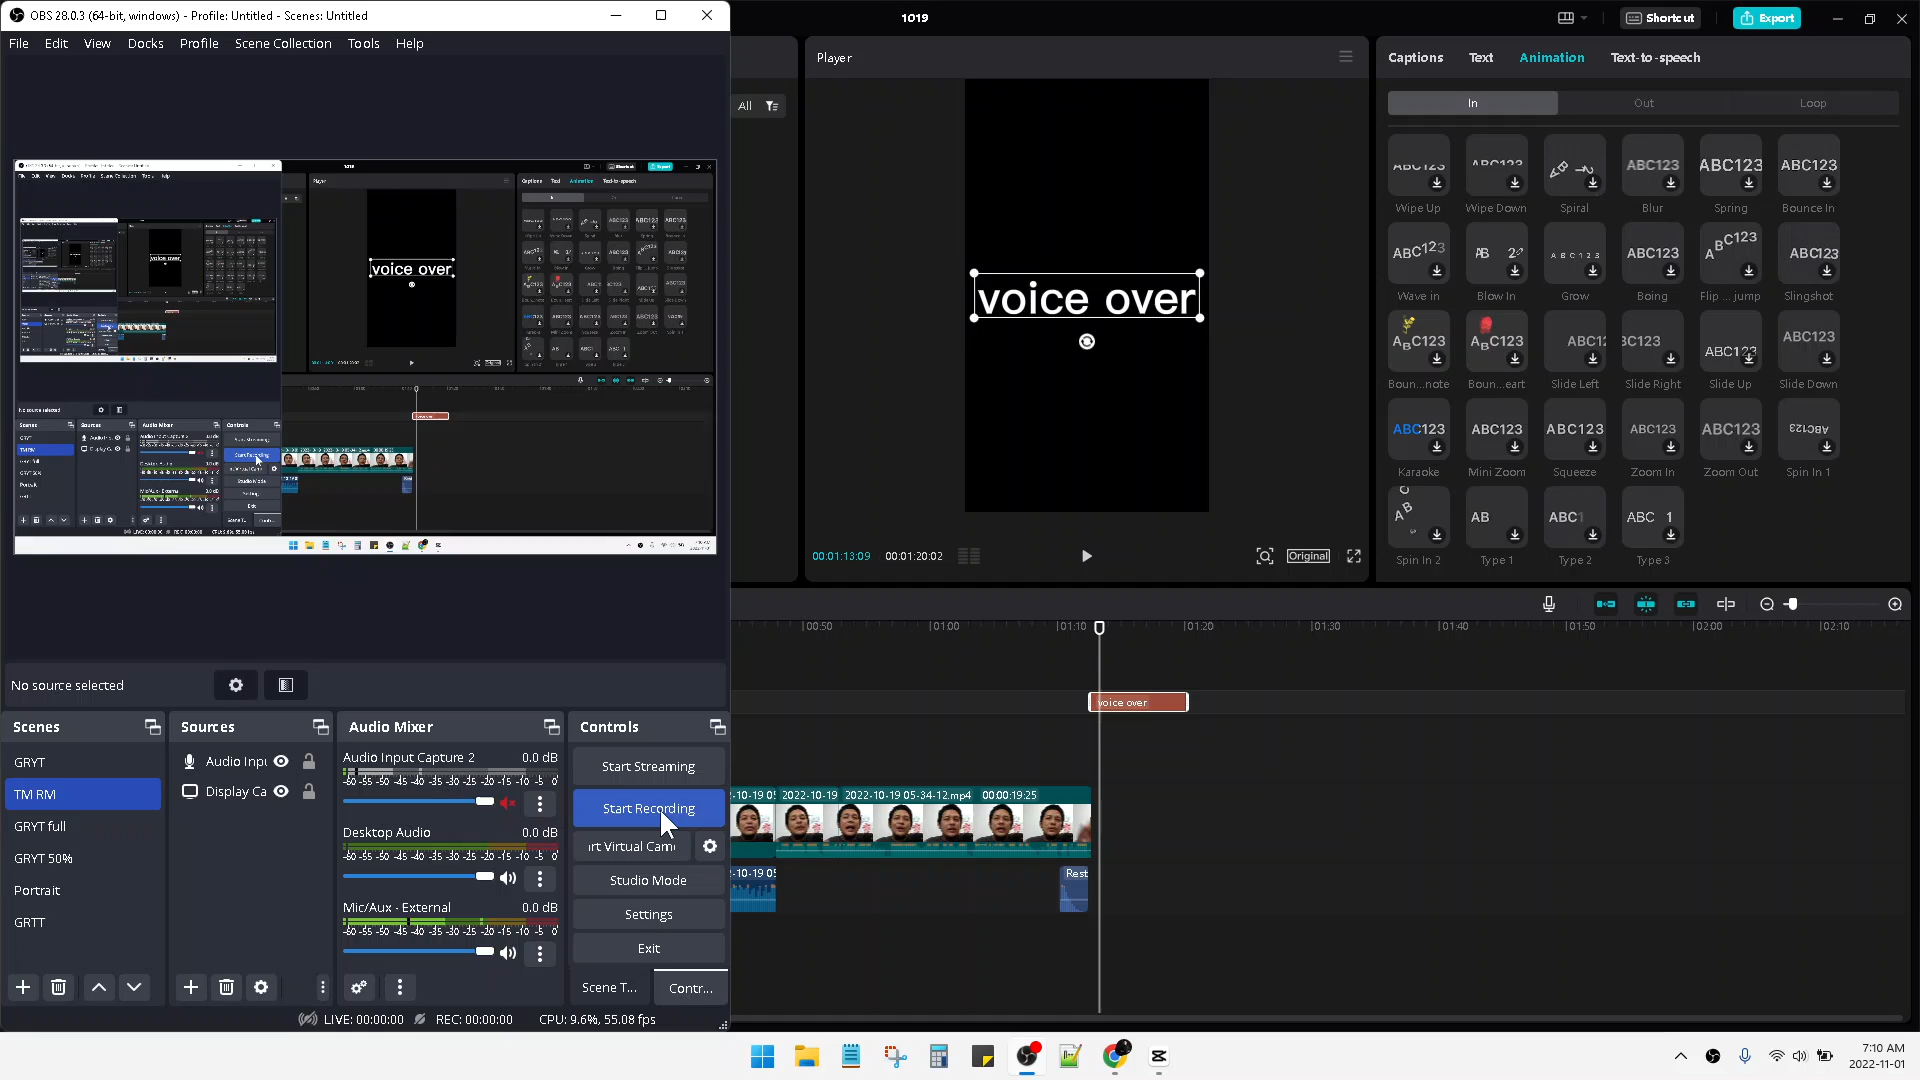 OBS 28.0.3 (64-bit, windows) - Profile: Untitled - Scenes: Untitled
File Edit View Docks Profile Scene Collection Tools Help
No source selected
Scenes
GRYT
TM RM
GRYT full
GRYT 50%
Portrait
GRTT
Sources
Audio Inpu
Display Ca
Audio Mixer
Audio Input Capture 2 0.0 dB
-60 -55 -50 -45 -40 -35 -30 -25 -20 -15 -10 -5 0
Desktop Audio 0.0 dB
-60 -55 -50 -45 -40 -35 -30 -25 -20 -15 -10 -5 0
Mic/Aux - External 0.0 dB
-60 -55 -50 -45 -40 -35 -30 -25 -20 -15 -10 -5 0
Controls
Start Streaming
Start Recording
rt Virtual Cam
Studio Mode
Settings
Exit
Scene T... Contr...
LIVE: 00:00:00 REC: 00:00:00 CPU: 9.6%, 55.08 fps
1019
Shortcut
Export
All
Player
voice over
00:01:13:09 00:01:20:02
Original
Captions Text Animation Text-to-speech
In Out Loop
ABC123 ABC123 ABC123 ABC123 ABC123
Wipe Up Wipe Down Spiral Blur Spring Bounce In
ABC123 AB 2 ABC123 ABC123 ABC123 ABC123
Wave in Blow In Grow Boing Flip ... jump Slingshot
ABC123 ABC123 ABC12 3C123 ABC123 ABC123
Boun...note Boun...eart Slide Left Slide Right Slide Up Slide Down
ABC123 ABC123 ABC123 ABC123 ABC123 ABC123
Karaoke Mini Zoom Squeeze Zoom In Zoom Out Spin In 1
ABC AB ABC1 ABC 1
Spin In 2 Type 1 Type 2 Type 3
00:50 01:00 01:10 01:20 01:30 01:40 01:50 02:00 02:10
voice over
2-10-19 05 2022-10-19 2022-10-19 05-34-12.mp4 00:00:19:25
2-10-19 05 Rest
7:10 AM
2022-11-01